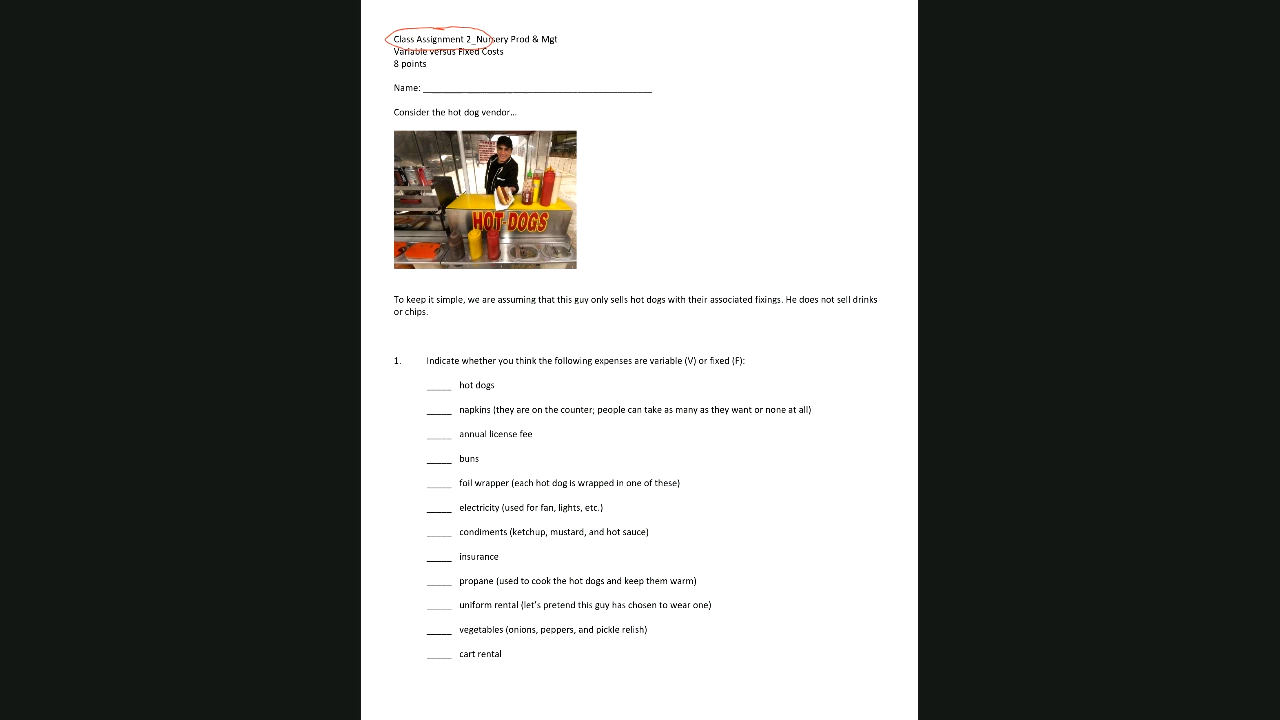 Class Assignment 2_Nursery Prod & Mgt
Variable versus Fixed Costs
8 points
Name: ______________________________________________
Consider the hot dog vendor…
HOT DOGS
To keep it simple, we are assuming that this guy only sells hot dogs with their associated fixings. He does not sell drinks
or chips.
1. Indicate whether you think the following expenses are variable (V) or fixed (F):
_____ hot dogs
_____ napkins (they are on the counter; people can take as many as they want or none at all)
_____ annual license fee
_____ buns
_____ foil wrapper (each hot dog is wrapped in one of these)
_____ electricity (used for fan, lights, etc.)
_____ condiments (ketchup, mustard, and hot sauce)
_____ insurance
_____ propane (used to cook the hot dogs and keep them warm)
_____ uniform rental (let's pretend this guy has chosen to wear one)
_____ vegetables (onions, peppers, and pickle relish)
_____ cart rental